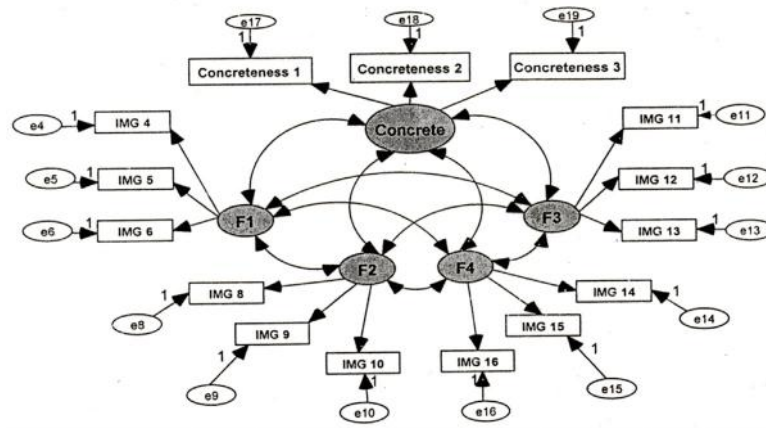 e17
e18
e19
1
1
1
Concreteness 1
Concreteness 2
Concreteness 3
Concrete
e4
1
IMG 4
IMG 11
1
e11
e5
1
IMG 5
IMG 12
1
e12
e6
1
IMG 6
F1
F3
IMG 13
1
e13
F2
F4
IMG 8
1
e8
IMG 14
1
e14
IMG 9
1
e9
IMG 15
1
e15
IMG 10
1
e10
IMG 16
1
e16